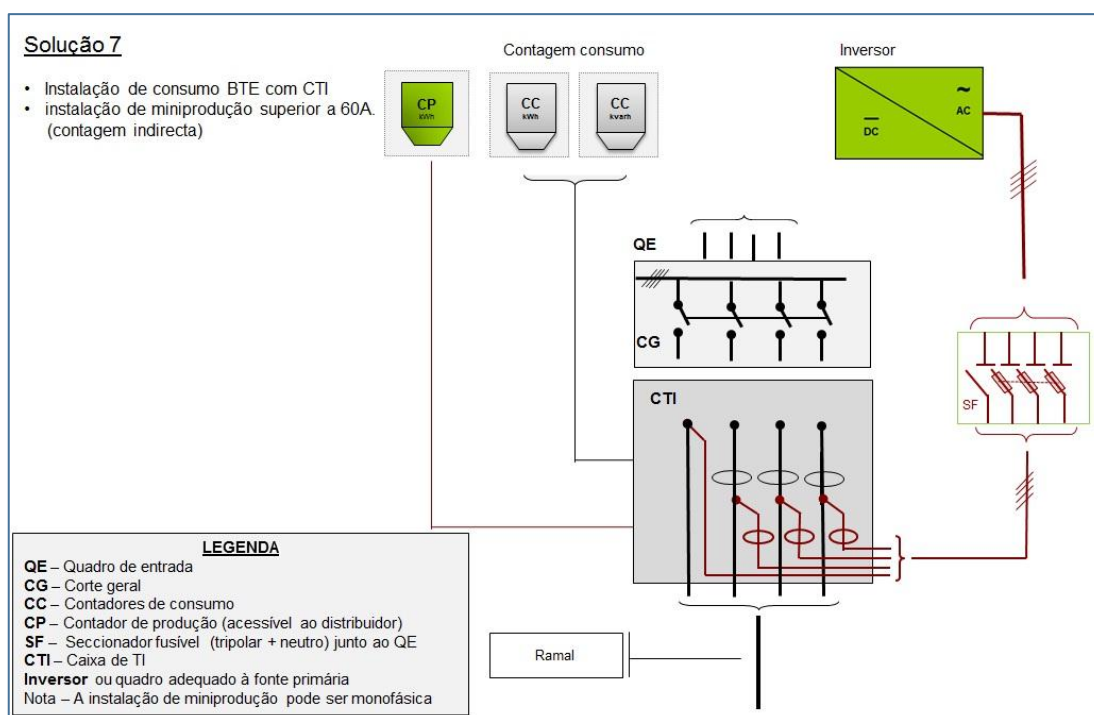 Solução 7
• Instalação de consumo BTE com CTI
• instalação de miniprodução superior a 60A.
(contagem indirecta)
Contagem consumo
Inversor
CP
kWh
CC
kWh
CC
kvarh
~
AC
DC
QE
CG
CTI
SF
Ramal
LEGENDA
QE – Quadro de entrada
CG – Corte geral
CC – Contadores de consumo
CP – Contador de produção (acessível ao distribuidor)
SF – Seccionador fusível (tripolar + neutro) junto ao QE
CTI – Caixa de TI
Inversor ou quadro adequado à fonte primária
Nota – A instalação de miniprodução pode ser monofásica